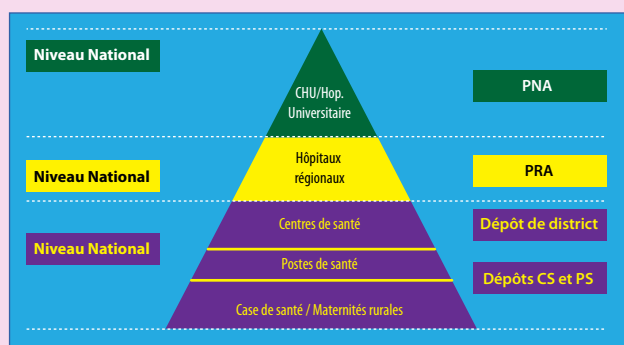 Niveau National
CHU/Hop.
Universitaire
PNA
Niveau National
Hôpitaux
régionaux
PRA
Niveau National
Centres de santé
Dépôt de district
Postes de santé
Dépôts CS et PS
Case de santé / Maternités rurales